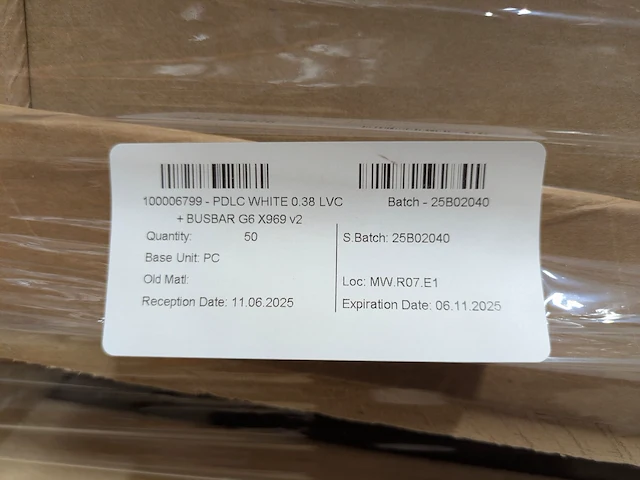 100006799 - PDLC WHITE 0.38 LVC
+ BUSBAR G6 X969 v2
Batch - 25B02040
Quantity: 50
S.Batch: 25B02040
Base Unit: PC
Old Matl:
Loc: MW.R07.E1
Reception Date: 11.06.2025
Expiration Date: 06.11.2025